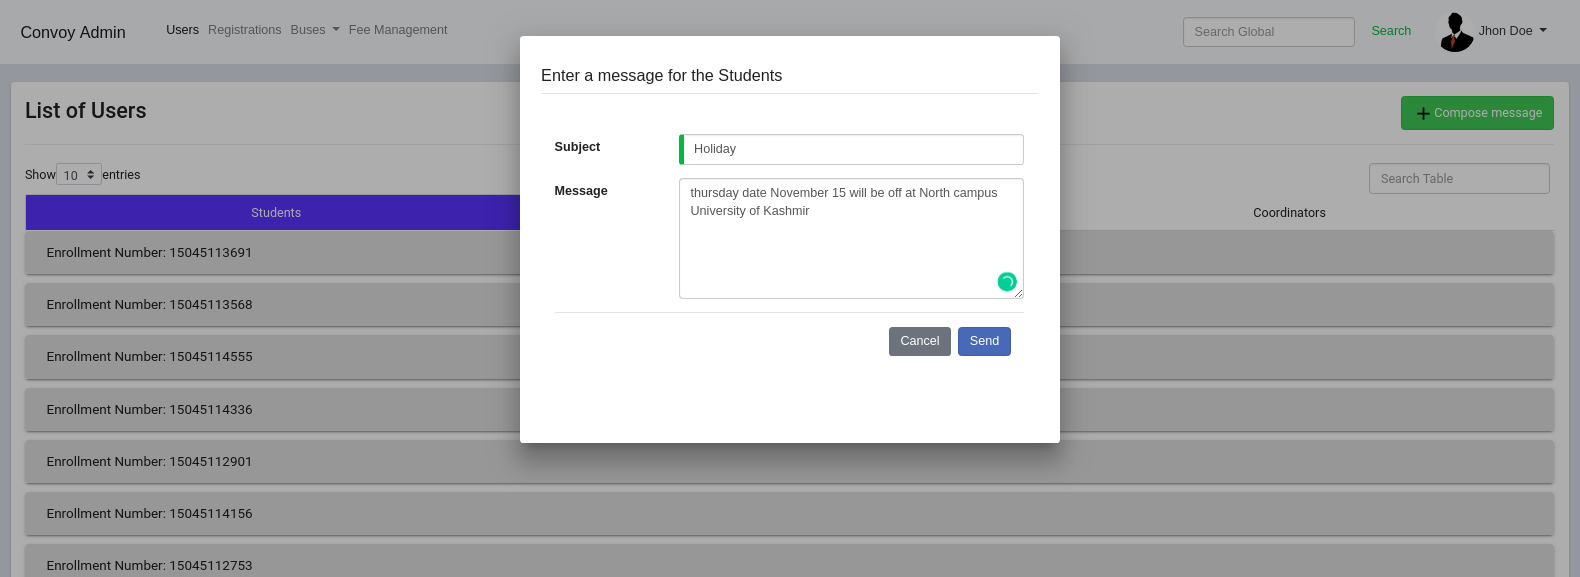 Convoy Admin
Users Registrations Buses Fee Management
Search Global
Search
Jhon Doe
Enter a message for the Students
List of Users
Compose message
Subject
Holiday
Show 10 entries
Search Table
Message
thursday date November 15 will be off at North campus
University of Kashmir
Students
Coordinators
Enrollment Number: 15045113691
Enrollment Number: 15045113568
Cancel Send
Enrollment Number: 15045114555
Enrollment Number: 15045114336
Enrollment Number: 15045112901
Enrollment Number: 15045114156
Enrollment Number: 15045112753